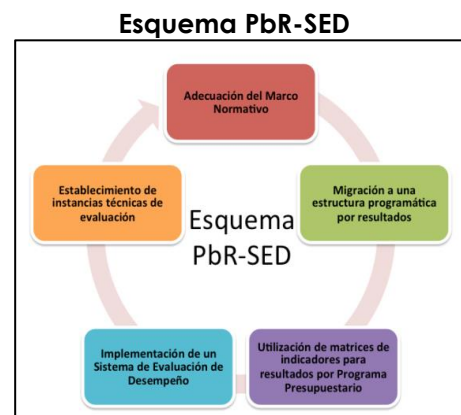 Esquema PbR-SED
Adecuación del Marco
Normativo
Migración a una
estructura programática
por resultados
Utilización de matrices de
indicadores para
resultados por Programa
Presupuestario
Implementación de un
Sistema de Evaluación de
Desempeño
Establecimiento de
instancias técnicas de
evaluación
Esquema
PbR-SED